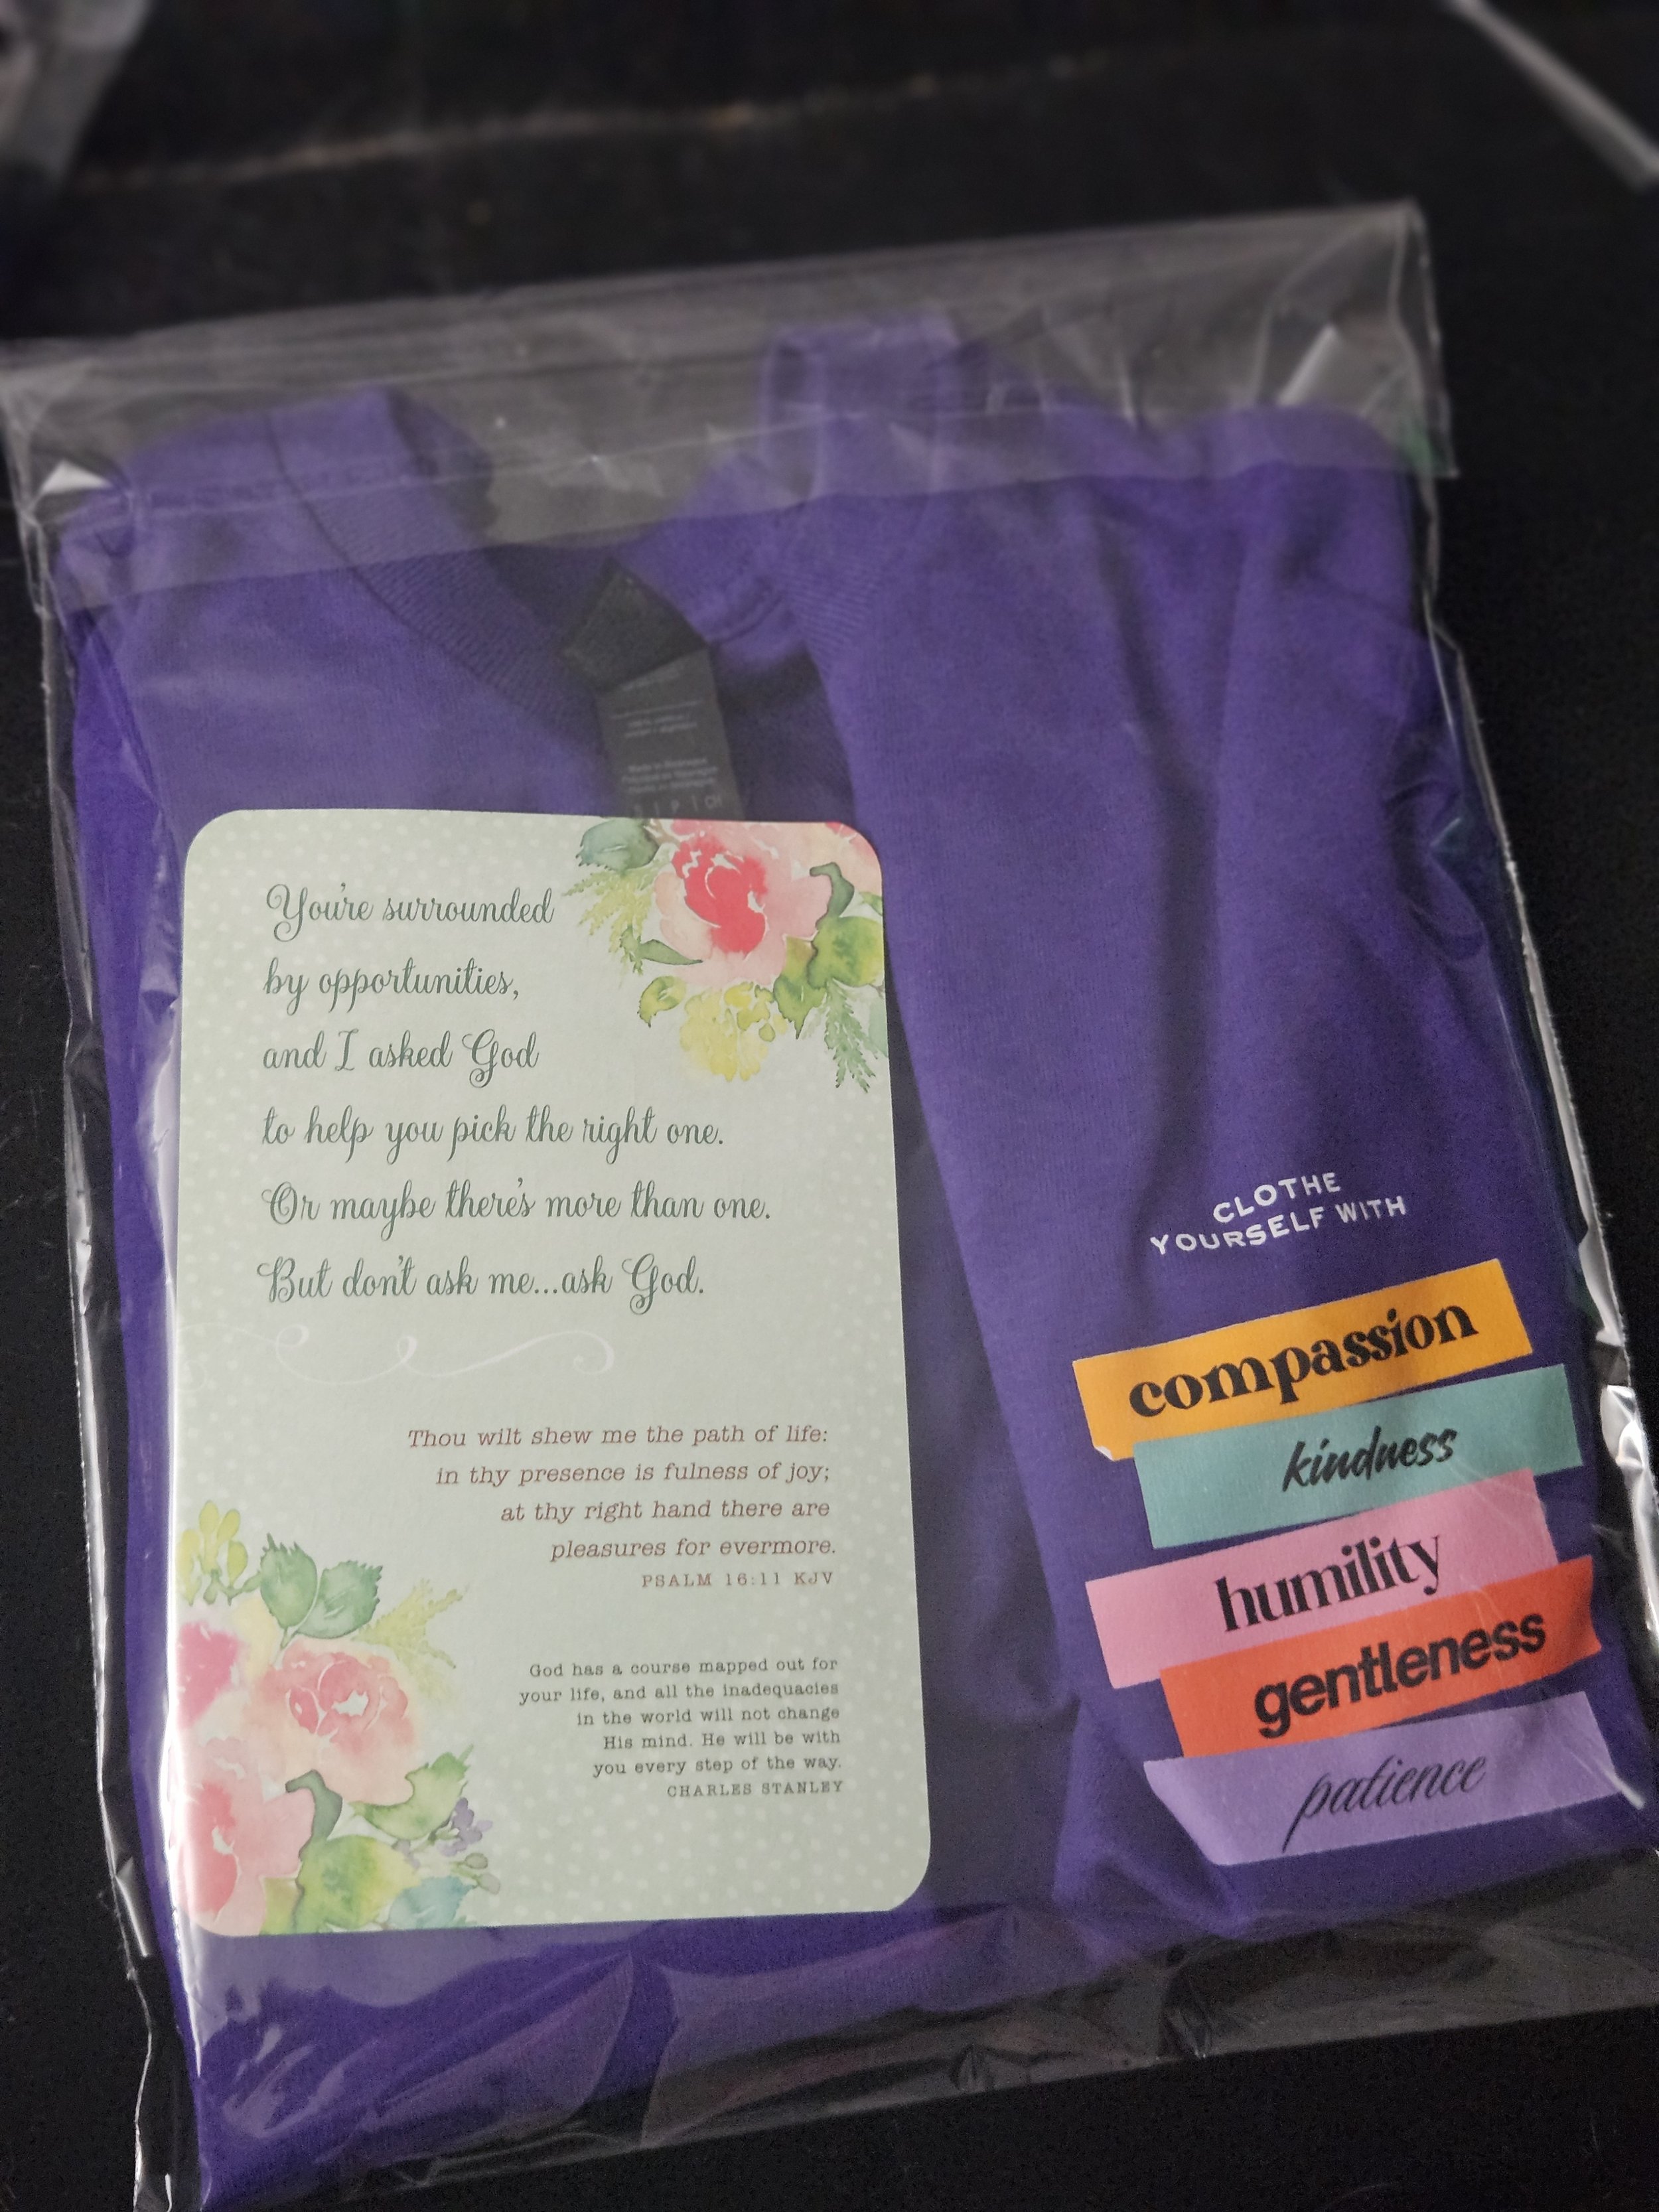 You're surrounded
by opportunities,
and I asked God
to help you pick the right one.
Or maybe there's more than one.
But don't ask me...ask God.
Thou wilt shew me the path of life:
in thy presence is fulness of joy;
at thy right hand there are
pleasures for evermore.
PSALM 16:11 KJV
God has a course mapped out for
your life, and all the inadequacies
in the world will not change
His mind. He will be with
you every step of the way.
CHARLES STANLEY
CLOTHE
YOURSELF WITH
compassion
kindness
humility
gentleness
patience